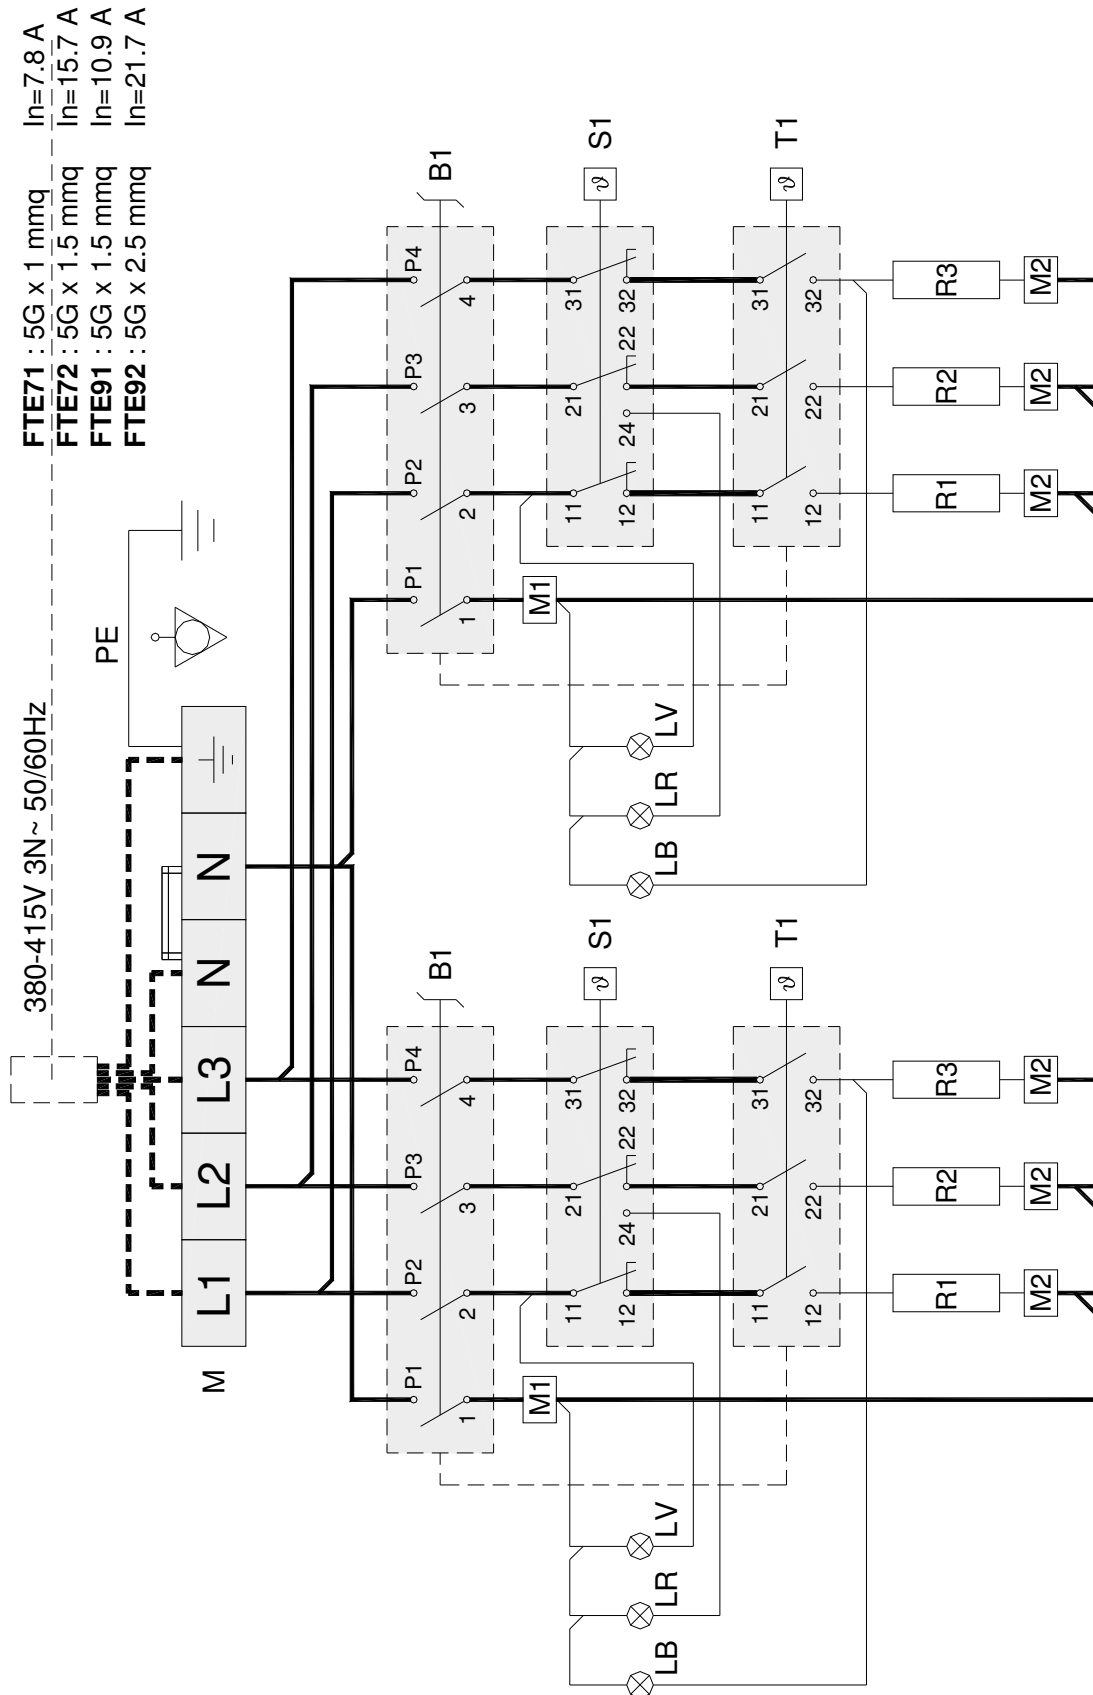 FTE71 : 5G x 1 mmq In=7.8 A
FTE72 : 5G x 1.5 mmq In=15.7 A
FTE91 : 5G x 1.5 mmq In=10.9 A
FTE92 : 5G x 2.5 mmq In=21.7 A
380-415V 3N~ 50/60Hz
PE
M L1 L2 L3 N N
P1 P2 P3 P4 B1
1 2 3 4
M1
11 21 31 S1
12 24 22 32
ϑ
11 21 31 T1
12 22 32
ϑ
LB LR LV
R1 R2 R3
M2 M2 M2
P1 P2 P3 P4 B1
1 2 3 4
M1
11 21 31 S1
12 24 22 32
ϑ
11 21 31 T1
12 22 32
ϑ
LB LR LV
R1 R2 R3
M2 M2 M2